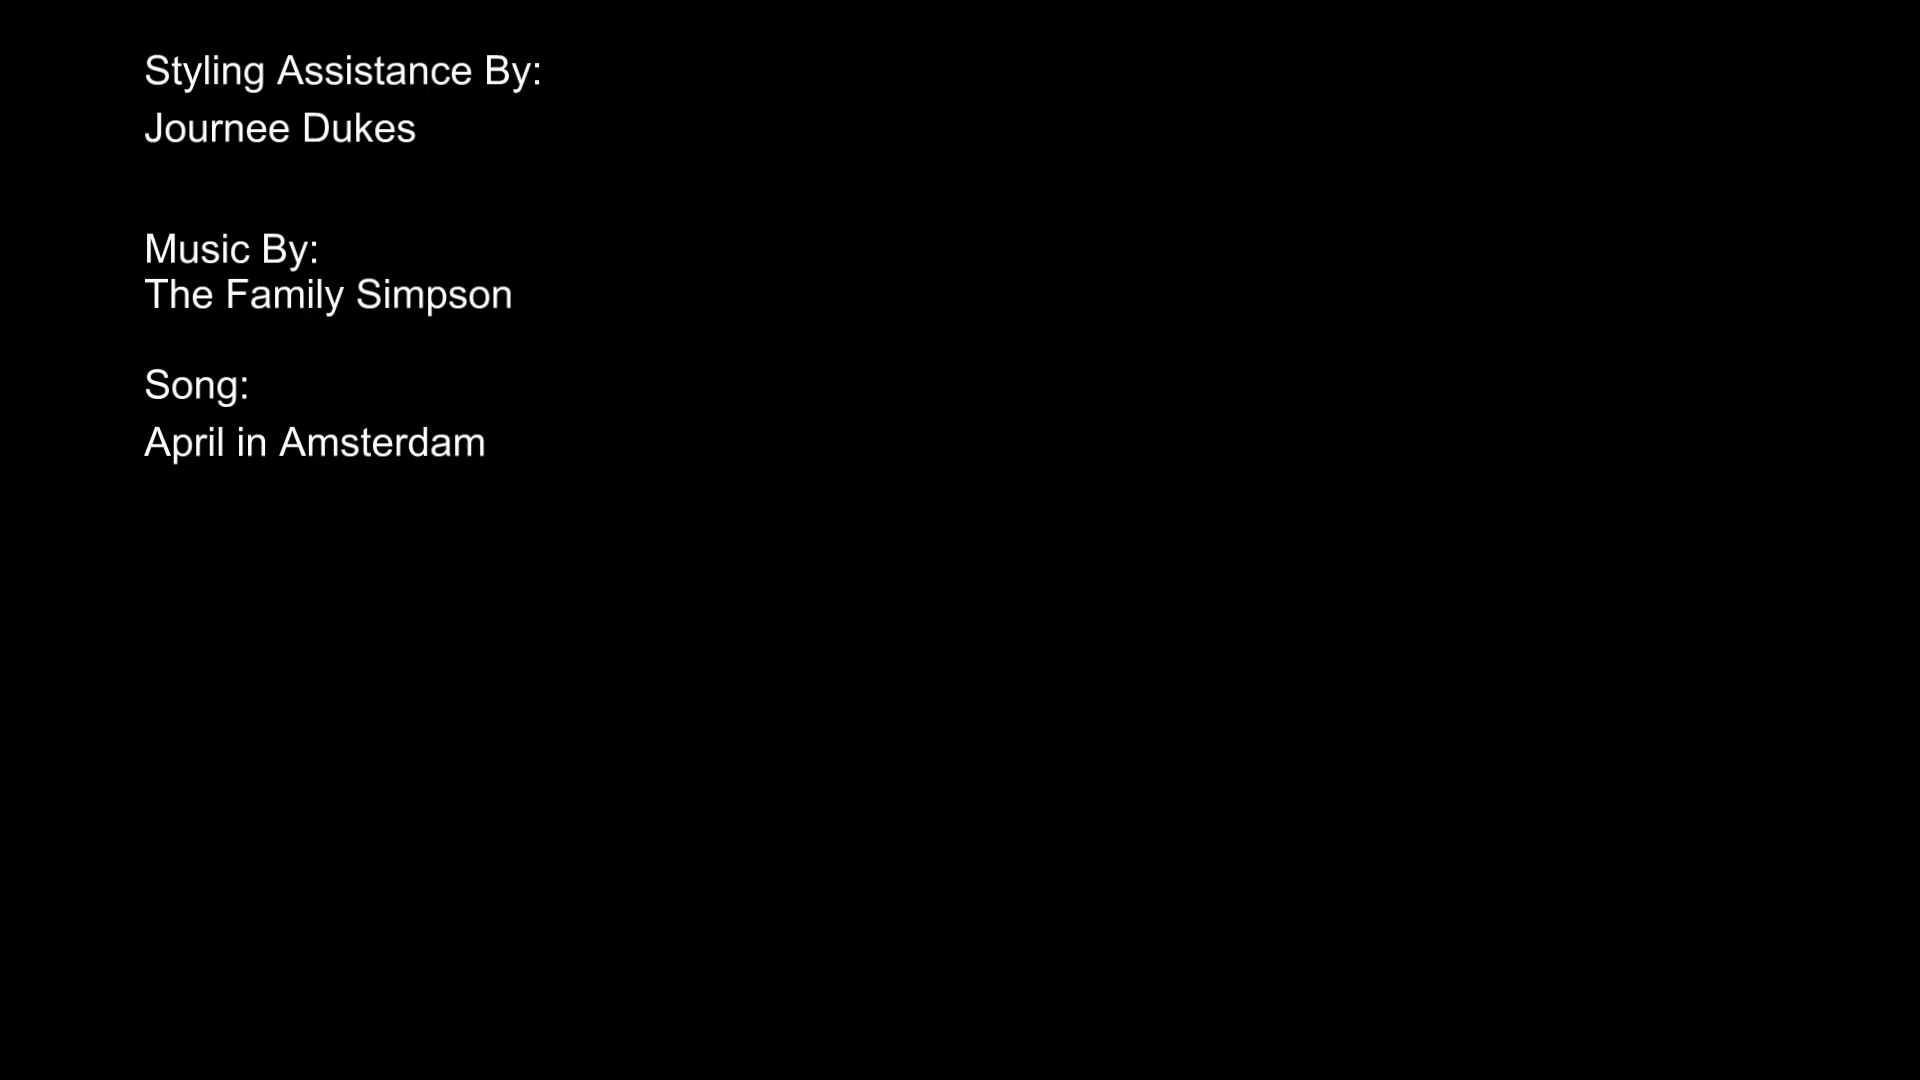 Styling Assistance By:
Journee Dukes
Music By:
The Family Simpson
Song:
April in Amsterdam